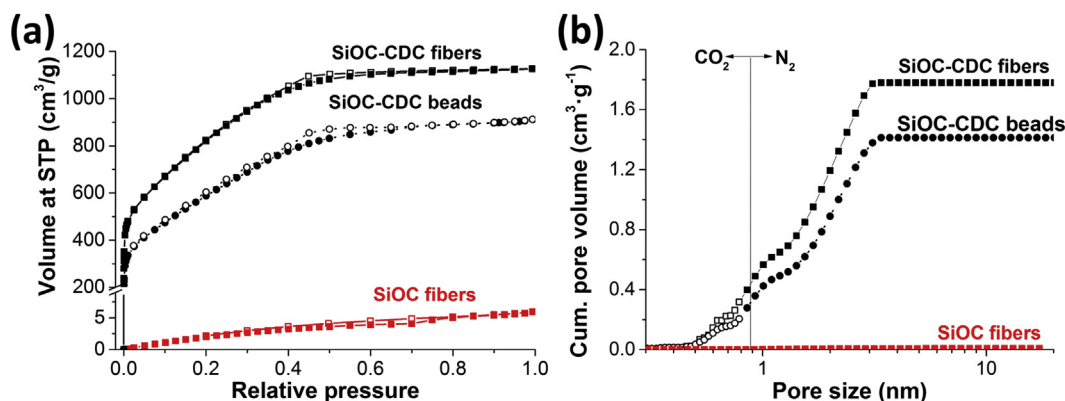 (a)
1200
1000
800
600
400
200
5
0
0.0 0.2 0.4 0.6 0.8 1.0
Volume at STP (cm³/g)
Relative pressure
SiOC-CDC fibers
SiOC-CDC beads
SiOC fibers
(b)
2.0
1.6
1.2
0.8
0.4
0.0
1 10
Cum. pore volume (cm³·g⁻¹)
Pore size (nm)
CO₂ N₂
SiOC-CDC fibers
SiOC-CDC beads
SiOC fibers